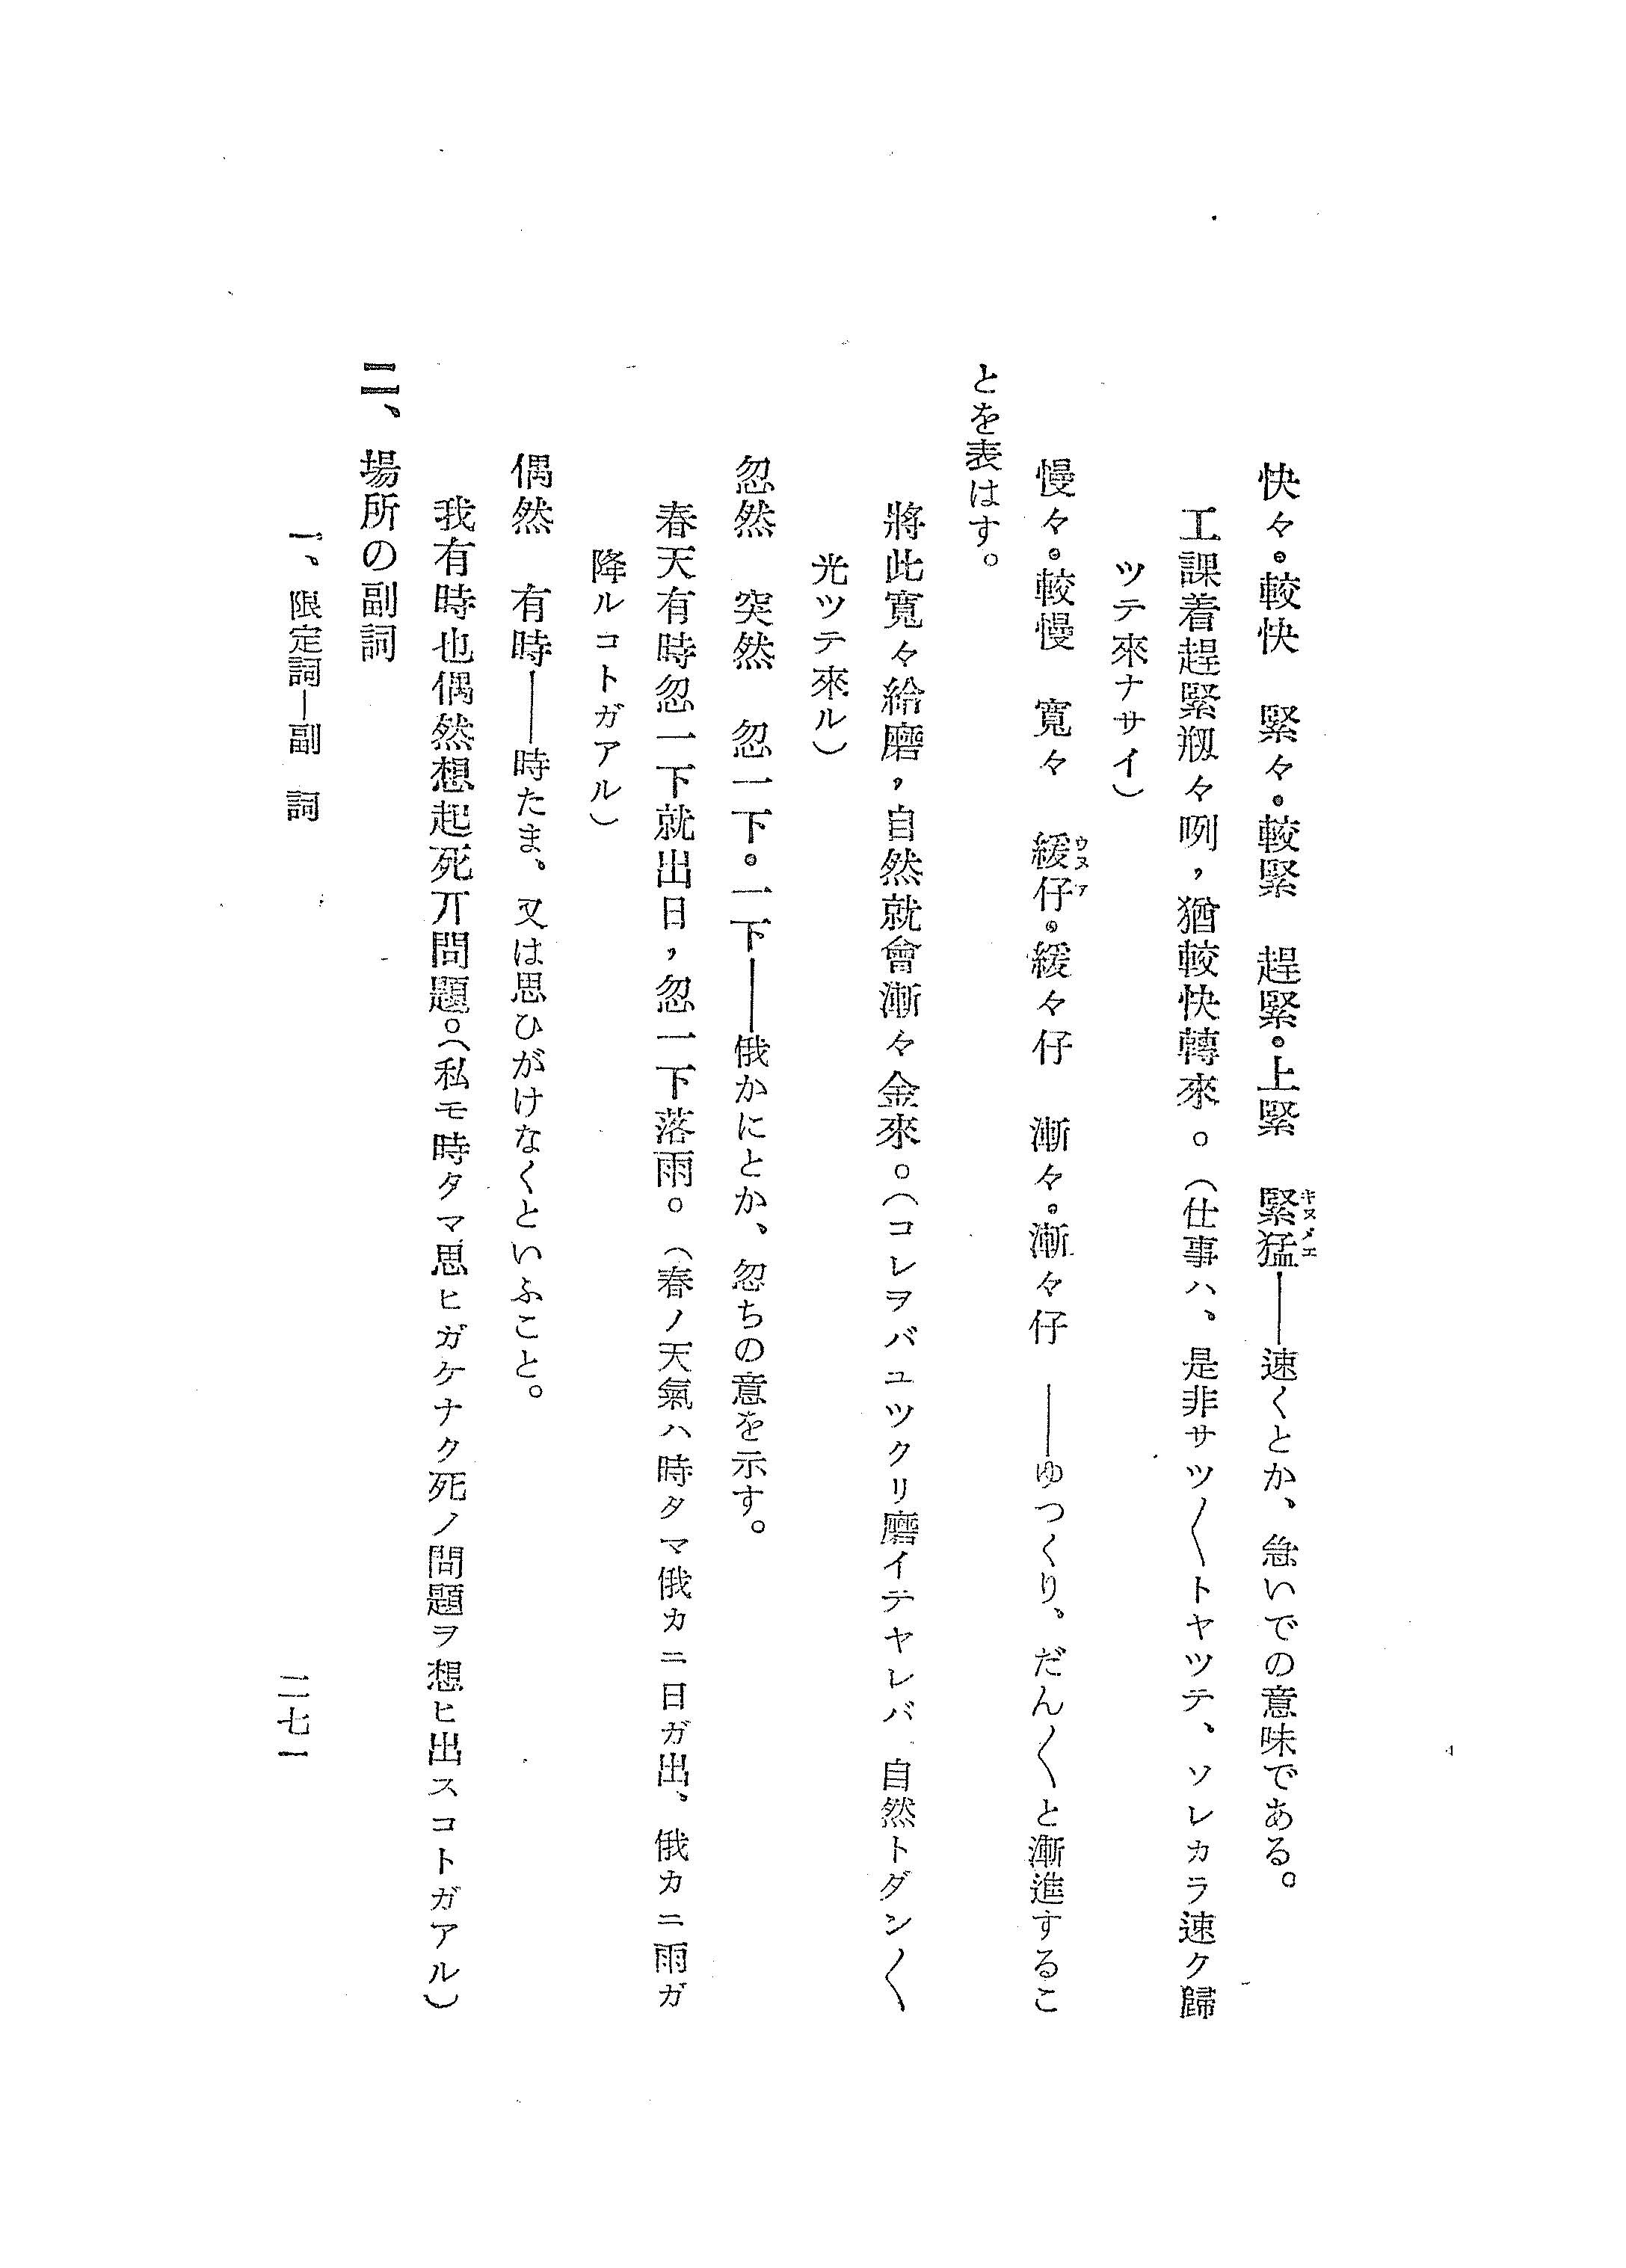 快々。較快　緊々。較緊　趕緊。上緊　緊猛――速くとか、急いでの意味である。
キヌメエ
工課着趕緊剏々咧，猶較快轉來。（仕事ハ、是非サツ〱トヤツテ、ソレカラ速ク歸
ツテ來ナサイ）
慢々。較慢　寬々　緩仔。緩々仔　漸々。漸々仔　――ゆつくり、だん〱と漸進するこ
ウヌア
とを表はす。
將此寬々給磨，自然就會漸々金來。（コレヲバユツクリ磨イテヤレバ自然トダン〱
光ツテ來ル）
忽然　突然　忽一下。一下――俄かにとか、忽ちの意を示す。
春天有時忽一下就出日，忽一下落雨。（春ノ天氣ハ時タマ俄カニ日ガ出、俄カニ雨ガ
降ルコトガアル）
偶然　有時――時たま、又は思ひがけなくといふこと。
我有時也偶然想起死丌問題。（私モ時タマ思ヒガケナク死ノ問題ヲ想ヒ出スコトガアル）
二、場所の副詞
一、限定詞―副　詞
二七一